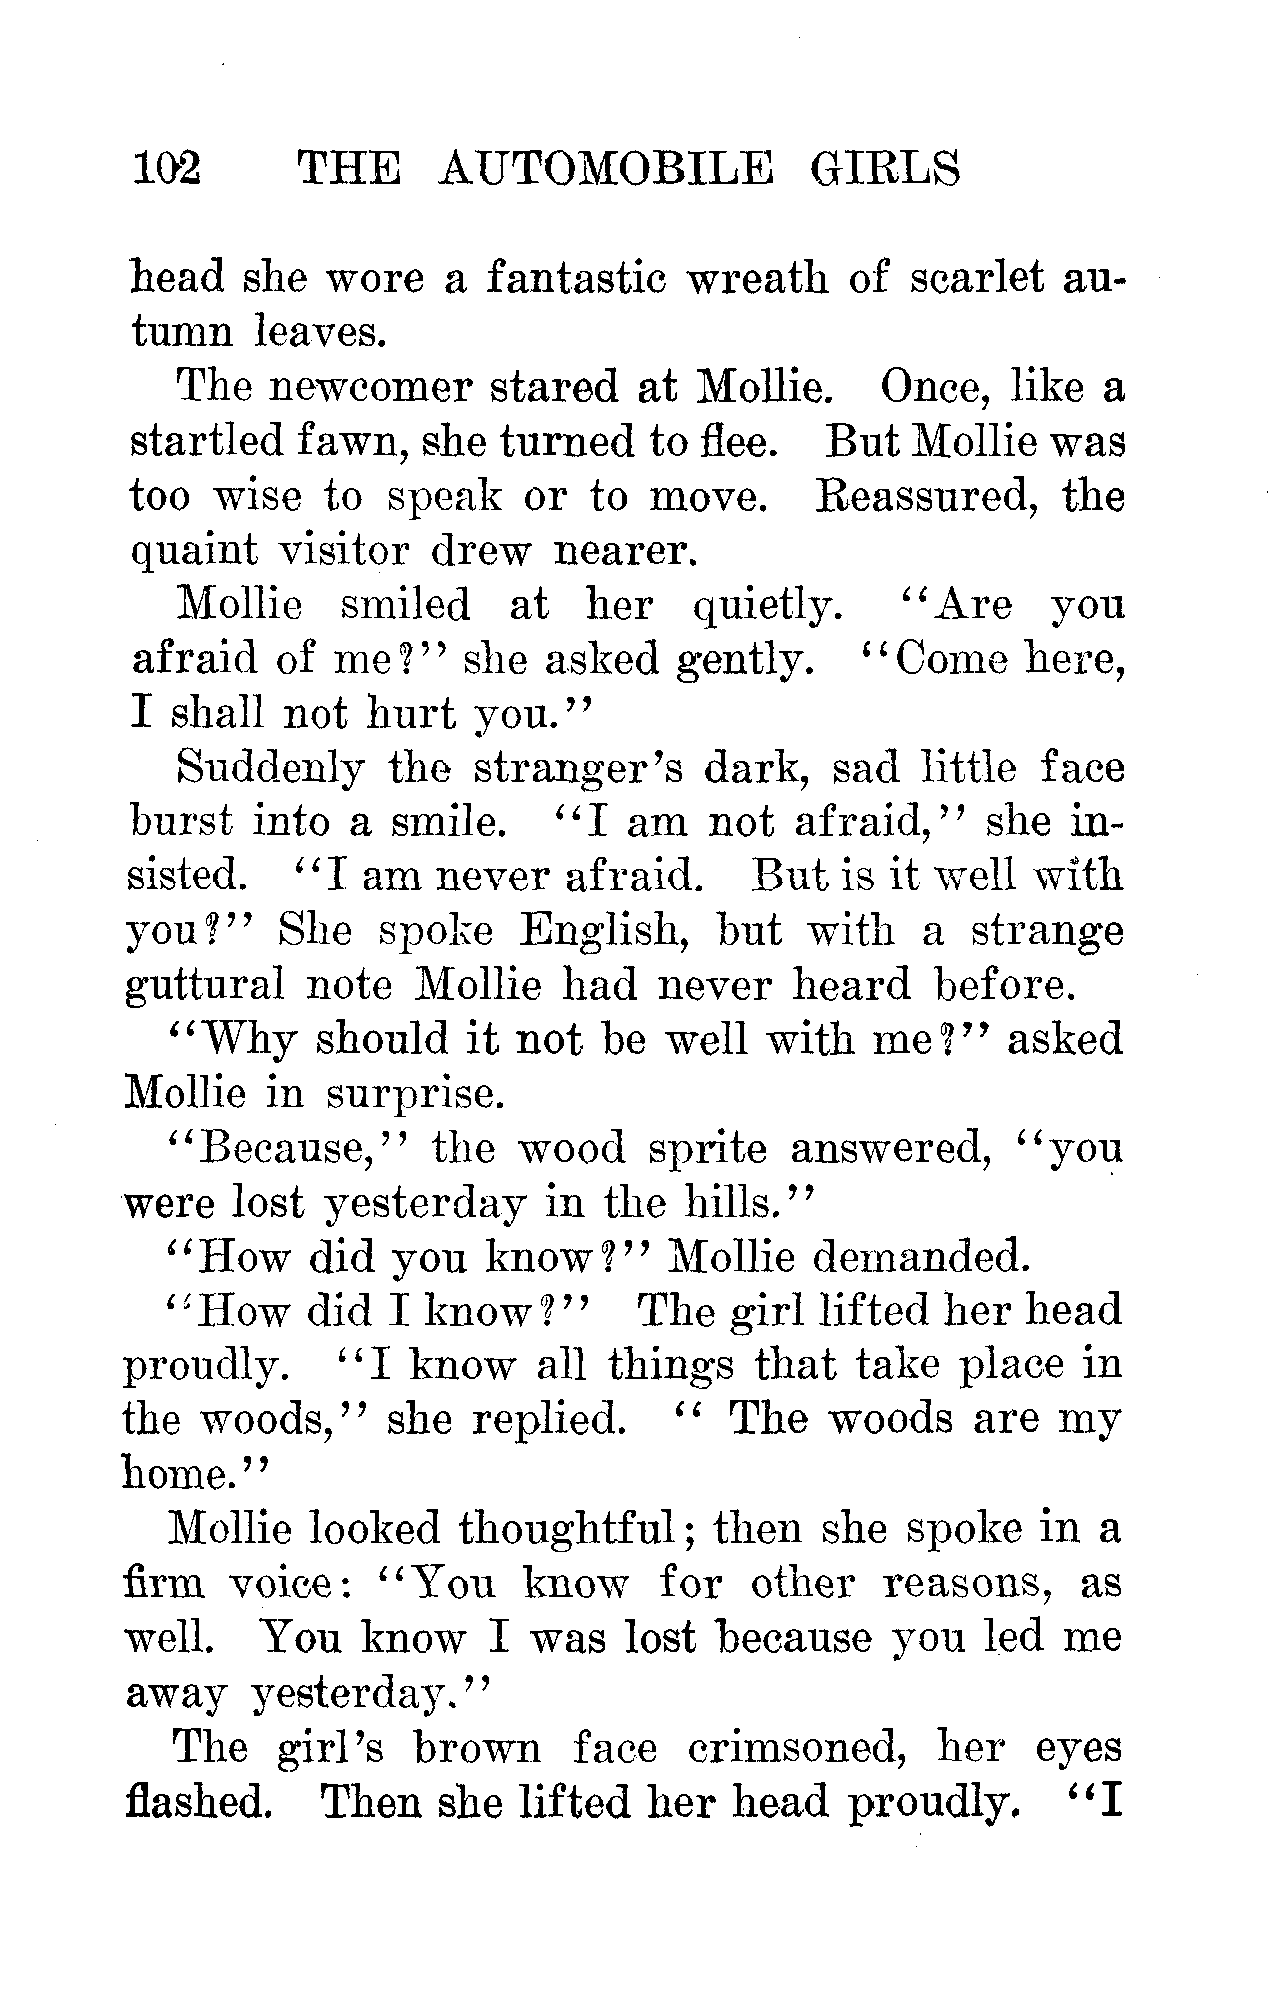 102 THE AUTOMOBILE GIRLS
head she wore a fantastic wreath of scarlet au-
tumn leaves.
The newcomer stared at Mollie. Once, like a
startled fawn, she turned to flee. But Mollie was
too wise to speak or to move. Reassured, the
quaint visitor drew nearer.
Mollie smiled at her quietly. "Are you
afraid of me?" she asked gently. "Come here,
I shall not hurt you."
Suddenly the stranger's dark, sad little face
burst into a smile. "I am not afraid," she in-
sisted. "I am never afraid. But is it well with
you?" She spoke English, but with a strange
guttural note Mollie had never heard before.
"Why should it not be well with me?" asked
Mollie in surprise.
"Because," the wood sprite answered, "you
were lost yesterday in the hills."
"How did you know?" Mollie demanded.
"How did I know?" The girl lifted her head
proudly. "I know all things that take place in
the woods," she replied. " The woods are my
home."
Mollie looked thoughtful; then she spoke in a
firm voice: "You know for other reasons, as
well. You know I was lost because you led me
away yesterday."
The girl's brown face crimsoned, her eyes
flashed. Then she lifted her head proudly. "I